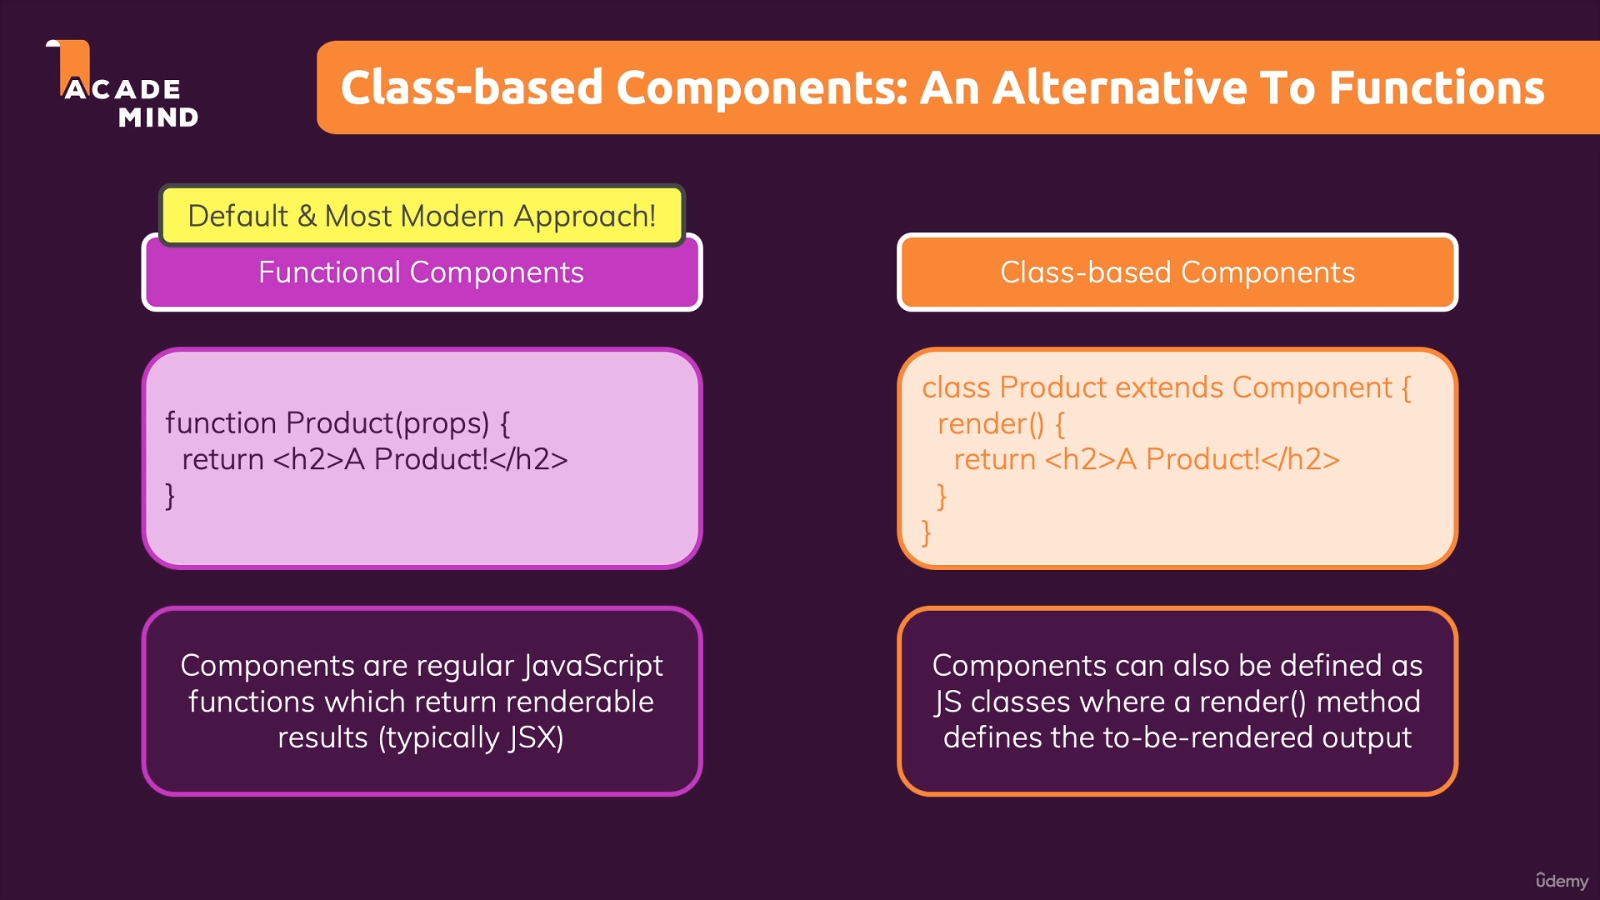 ACADE
MIND
Class-based Components: An Alternative To Functions
Default & Most Modern Approach!
Functional Components
function Product(props) {
  return <h2>A Product!</h2>
}
Components are regular JavaScript
functions which return renderable
results (typically JSX)
Class-based Components
class Product extends Component {
  render() {
    return <h2>A Product!</h2>
  }
}
Components can also be defined as
JS classes where a render() method
defines the to-be-rendered output
ûdemy